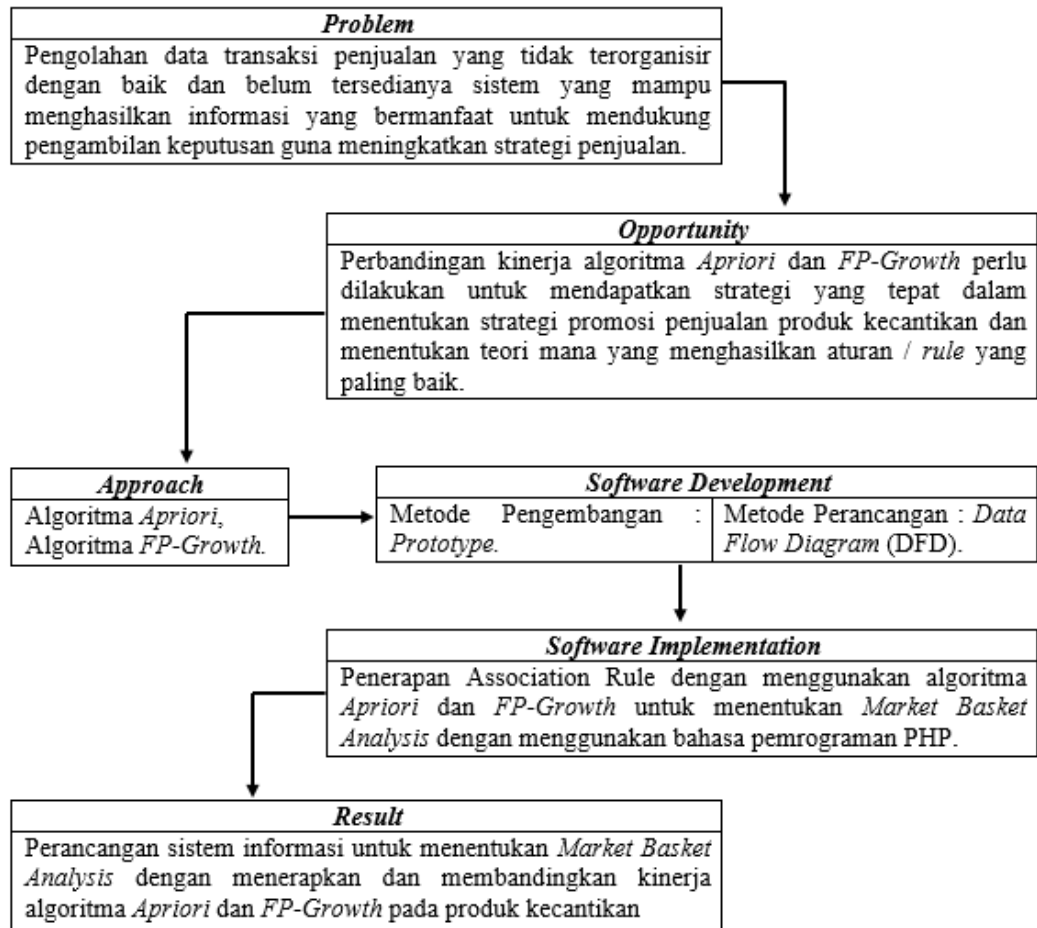 Problem
Pengolahan data transaksi penjualan yang tidak terorganisir
dengan baik dan belum tersedianya sistem yang mampu
menghasilkan informasi yang bermanfaat untuk mendukung
pengambilan keputusan guna meningkatkan strategi penjualan.
Opportunity
Perbandingan kinerja algoritma Apriori dan FP-Growth perlu
dilakukan untuk mendapatkan strategi yang tepat dalam
menentukan strategi promosi penjualan produk kecantikan dan
menentukan teori mana yang menghasilkan aturan / rule yang
paling baik.
Approach
Algoritma Apriori,
Algoritma FP-Growth.
Software Development
Metode Pengembangan :
Prototype.
Metode Perancangan : Data
Flow Diagram (DFD).
Software Implementation
Penerapan Association Rule dengan menggunakan algoritma
Apriori dan FP-Growth untuk menentukan Market Basket
Analysis dengan menggunakan bahasa pemrograman PHP.
Result
Perancangan sistem informasi untuk menentukan Market Basket
Analysis dengan menerapkan dan membandingkan kinerja
algoritma Apriori dan FP-Growth pada produk kecantikan